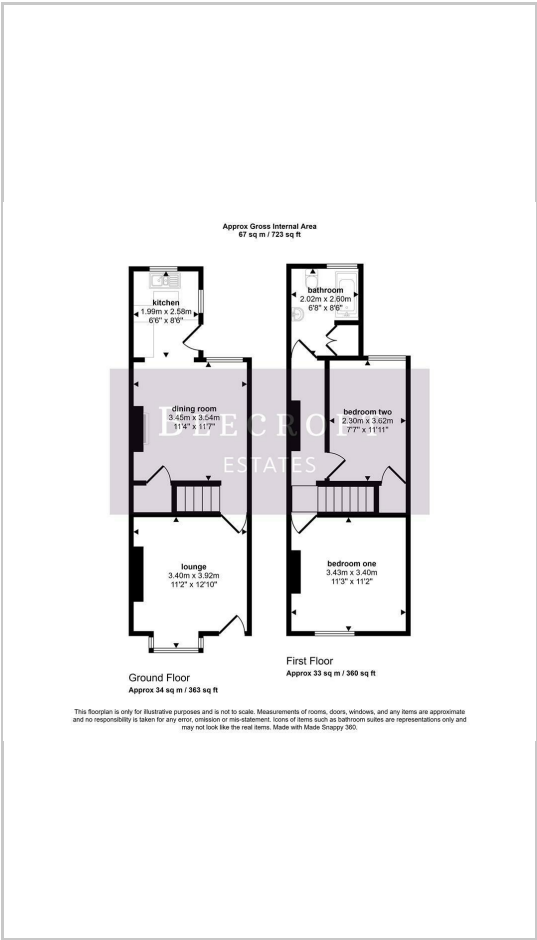 Approx Gross Internal Area
67 sq m / 723 sq ft
kitchen
1.99m x 2.58m
6'6" x 8'6"
dining room
3.45m x 3.54m
11'4" x 11'7"
lounge
3.40m x 3.92m
11'2" x 12'10"
Ground Floor
Approx 34 sq m / 363 sq ft
bathroom
2.02m x 2.60m
6'8" x 8'6"
bedroom two
2.30m x 3.62m
7'7" x 11'11"
bedroom one
3.43m x 3.40m
11'3" x 11'2"
First Floor
Approx 33 sq m / 360 sq ft
BEECROFT
ESTATES
This floorplan is only for illustrative purposes and is not to scale. Measurements of rooms, doors, windows, and any items are approximate
and no responsibility is taken for any error, omission or mis-statement. Icons of items such as bathroom suites are representations only and
may not look like the real items. Made with Made Snappy 360.